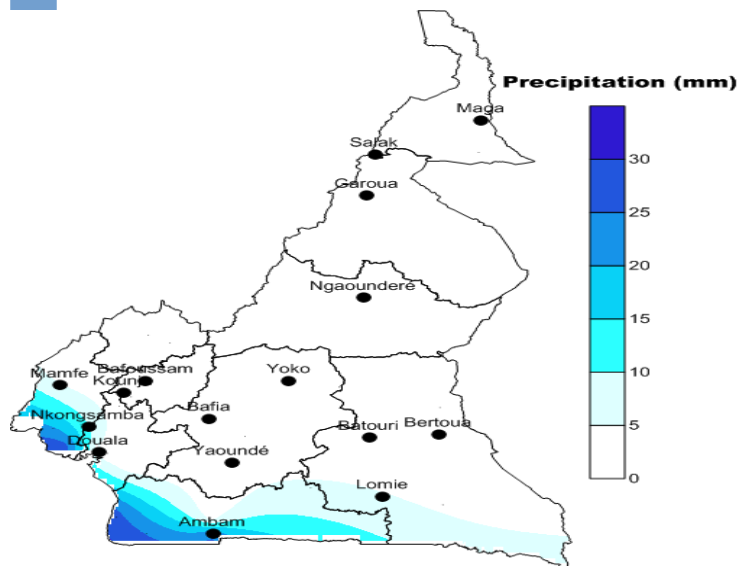 Precipitation (mm)
Maga
Salak
Garoua
Ngaounderé
Mamfe
Bafoussam
Yoko
Nkongsamba
Bafia
Batouri
Bertoua
Douala
Yaoundé
Lomie
Ambam
30
25
20
15
10
5
0